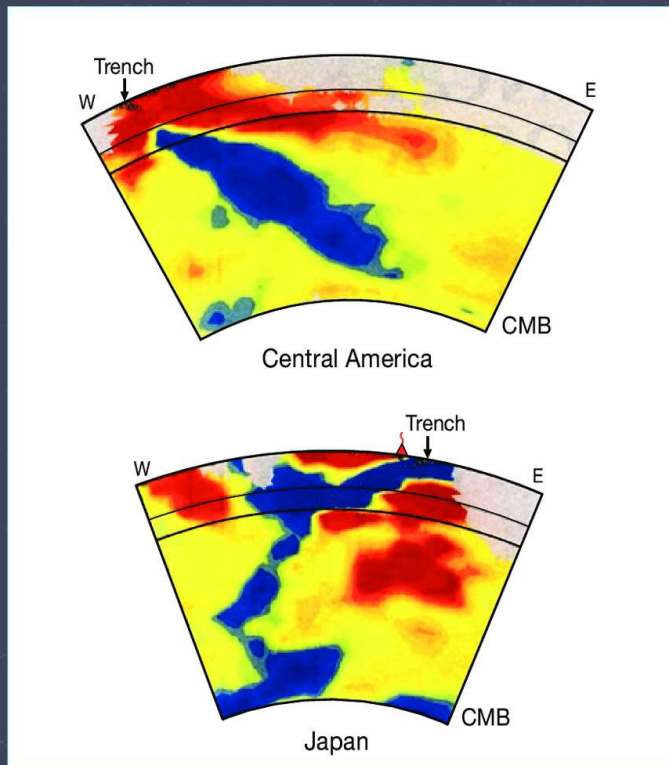 Trench
W
E
CMB
Central America
Trench
W
E
CMB
Japan